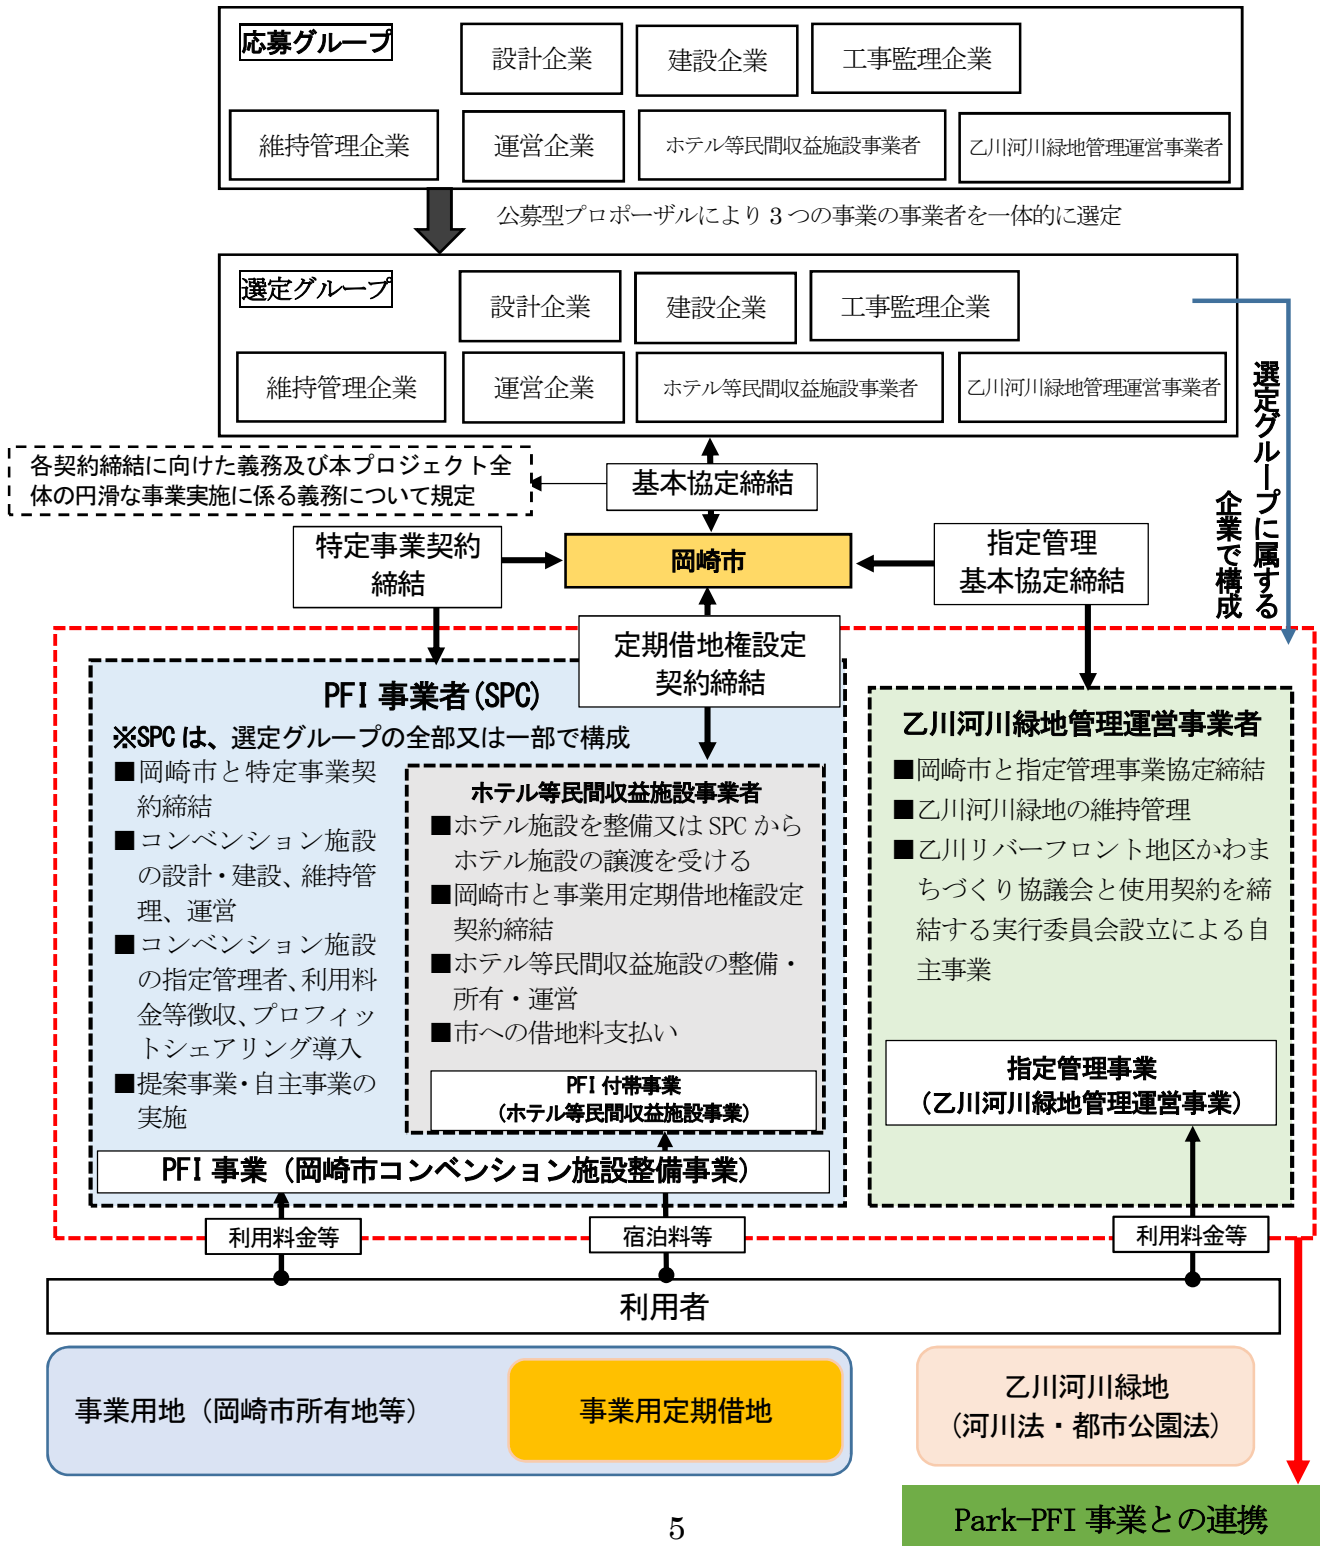 応募グループ
設計企業
建設企業
工事監理企業
維持管理企業
運営企業
ホテル等民間収益施設事業者
乙川河川緑地管理運営事業者
公募型プロポーザルにより3つの事業の事業者を一体的に選定
選定グループ
設計企業
建設企業
工事監理企業
維持管理企業
運営企業
ホテル等民間収益施設事業者
乙川河川緑地管理運営事業者
選定グループに属する
企業で構成
各契約締結に向けた義務及び本プロジェクト全
体の円滑な事業実施に係る義務について規定
基本協定締結
特定事業契約
締結
岡崎市
指定管理
基本協定締結
定期借地権設定
契約締結
PFI 事業者(SPC)
※SPC は、選定グループの全部又は一部で構成
■岡崎市と特定事業契
約締結
■コンベンション施設
の設計・建設、維持管
理、運営
■コンベンション施設
の指定管理者、利用料
金等徴収、プロフィッ
トシェアリング導入
■提案事業・自主事業の
実施
ホテル等民間収益施設事業者
■ホテル施設を整備又は SPC から
ホテル施設の譲渡を受ける
■岡崎市と事業用定期借地権設定
契約締結
■ホテル等民間収益施設の整備・
所有・運営
■市への借地料支払い
PFI 付帯事業
(ホテル等民間収益施設事業)
PFI 事業（岡崎市コンベンション施設整備事業）
乙川河川緑地管理運営事業者
■岡崎市と指定管理事業協定締結
■乙川河川緑地の維持管理
■乙川リバーフロント地区かわま
ちづくり協議会と使用契約を締
結する実行委員会設立による自
主事業
指定管理事業
（乙川河川緑地管理運営事業）
利用料金等
宿泊料等
利用料金等
利用者
事業用地（岡崎市所有地等）
事業用定期借地
乙川河川緑地
(河川法・都市公園法)
Park-PFI 事業との連携
5